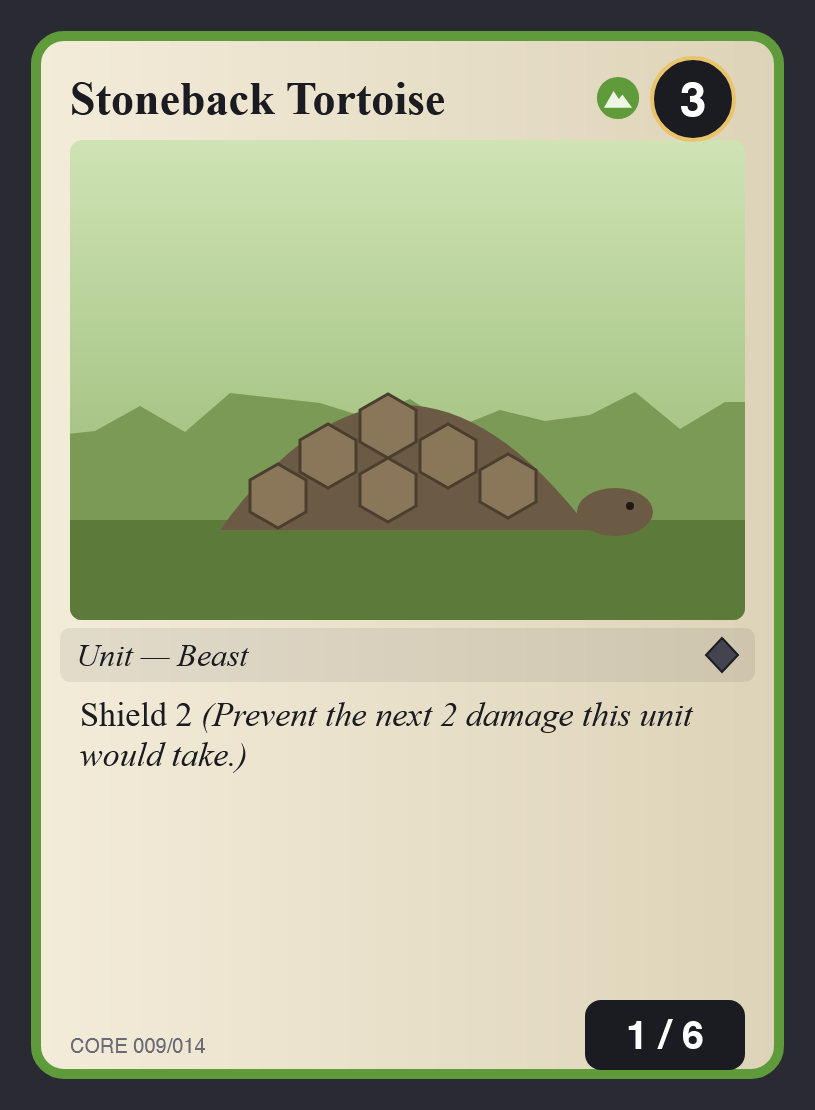 Stoneback Tortoise
3
Unit — Beast
Shield 2 (Prevent the next 2 damage this unit
would take.)
CORE 009/014
1 / 6